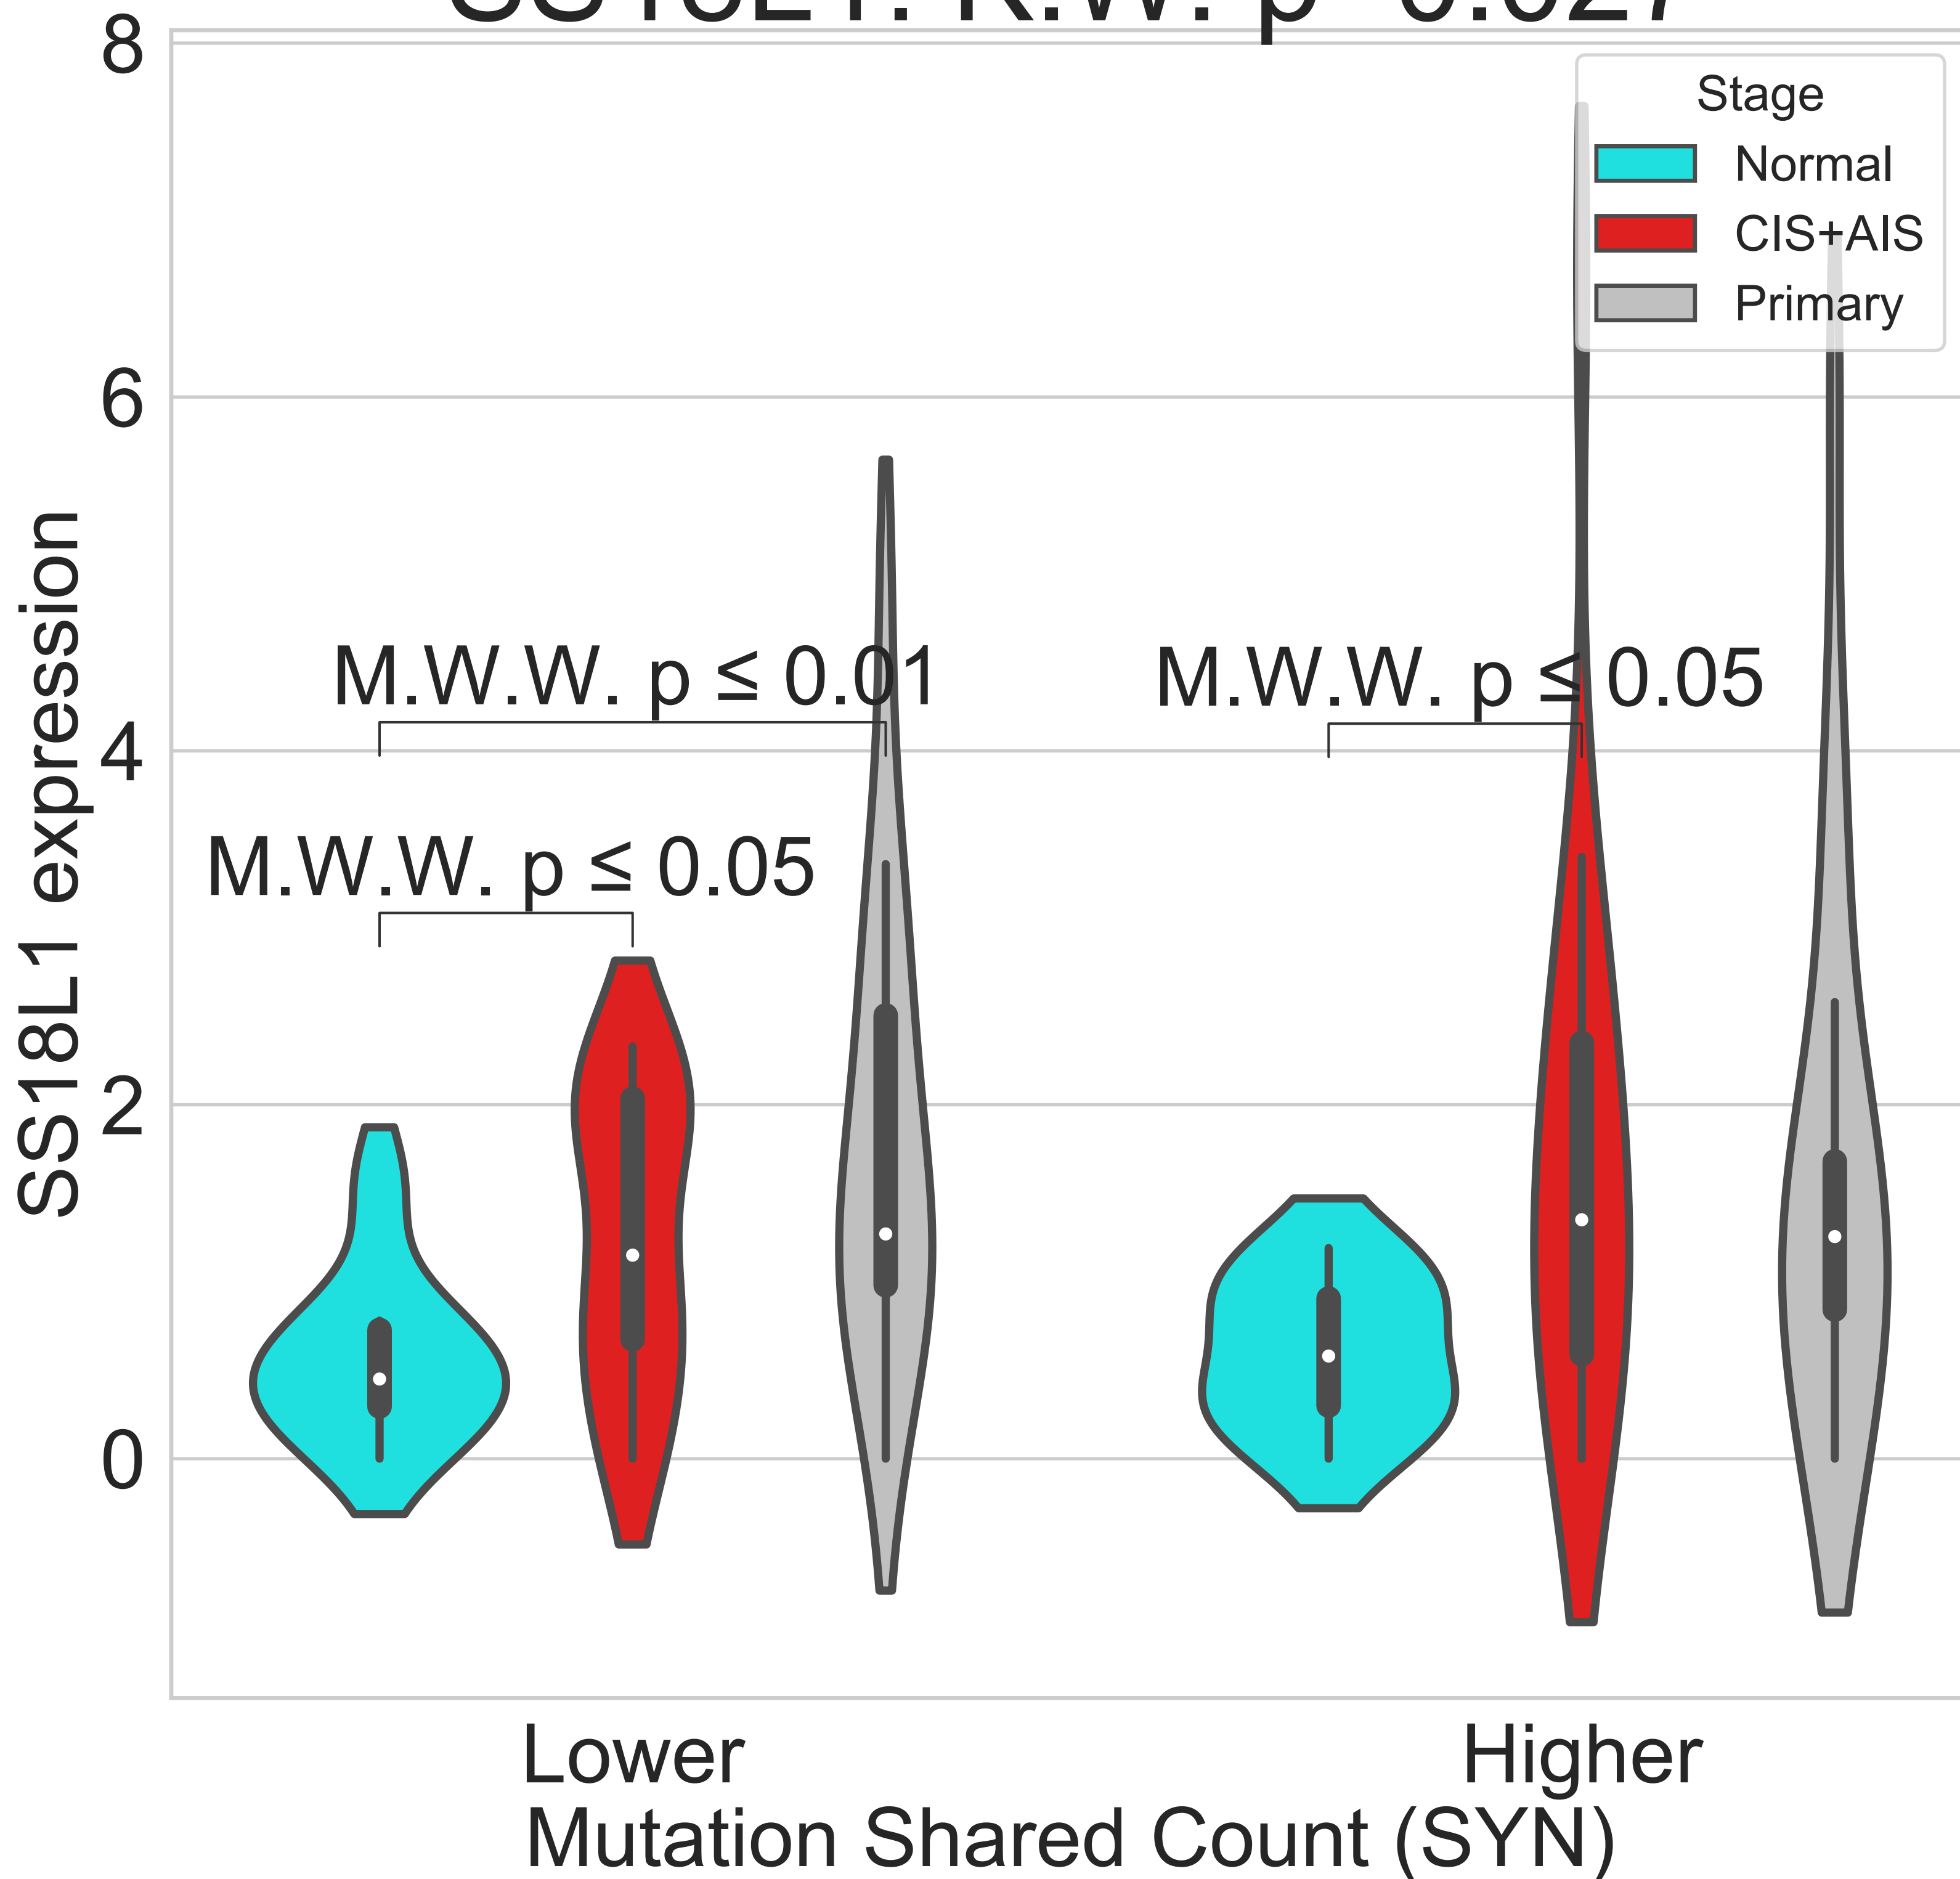 8
6
4
2
0
SS18L1 expression
Stage
Normal
CIS+AIS
Primary
M.W.W. p ≤ 0.01
M.W.W. p ≤ 0.05
M.W.W. p ≤ 0.05
Lower
Higher
Mutation Shared Count (SYN)